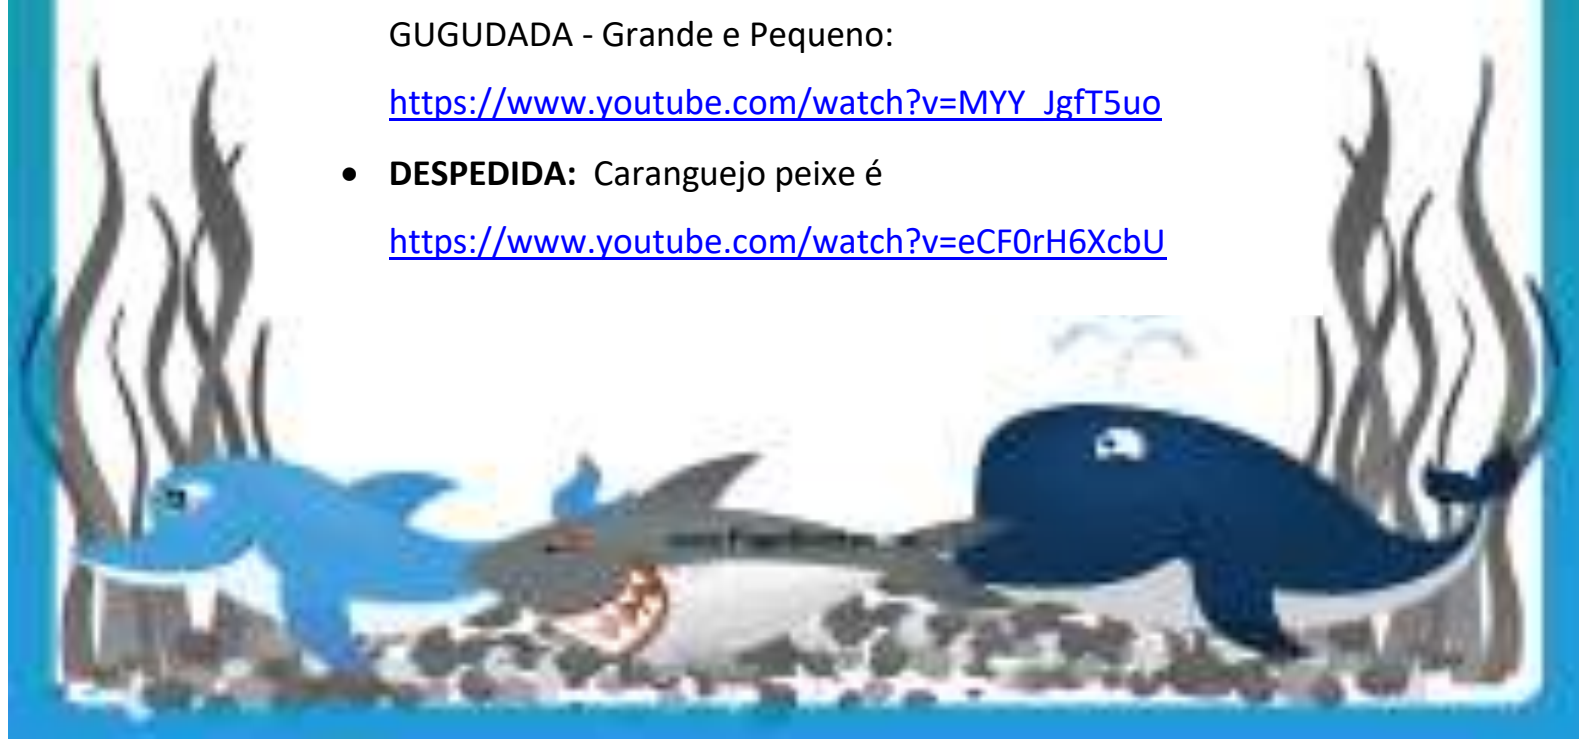 GUGUDADA - Grande e Pequeno:
https://www.youtube.com/watch?v=MYY_JgfT5uo
• DESPEDIDA: Caranguejo peixe é
https://www.youtube.com/watch?v=eCF0rH6XcbU